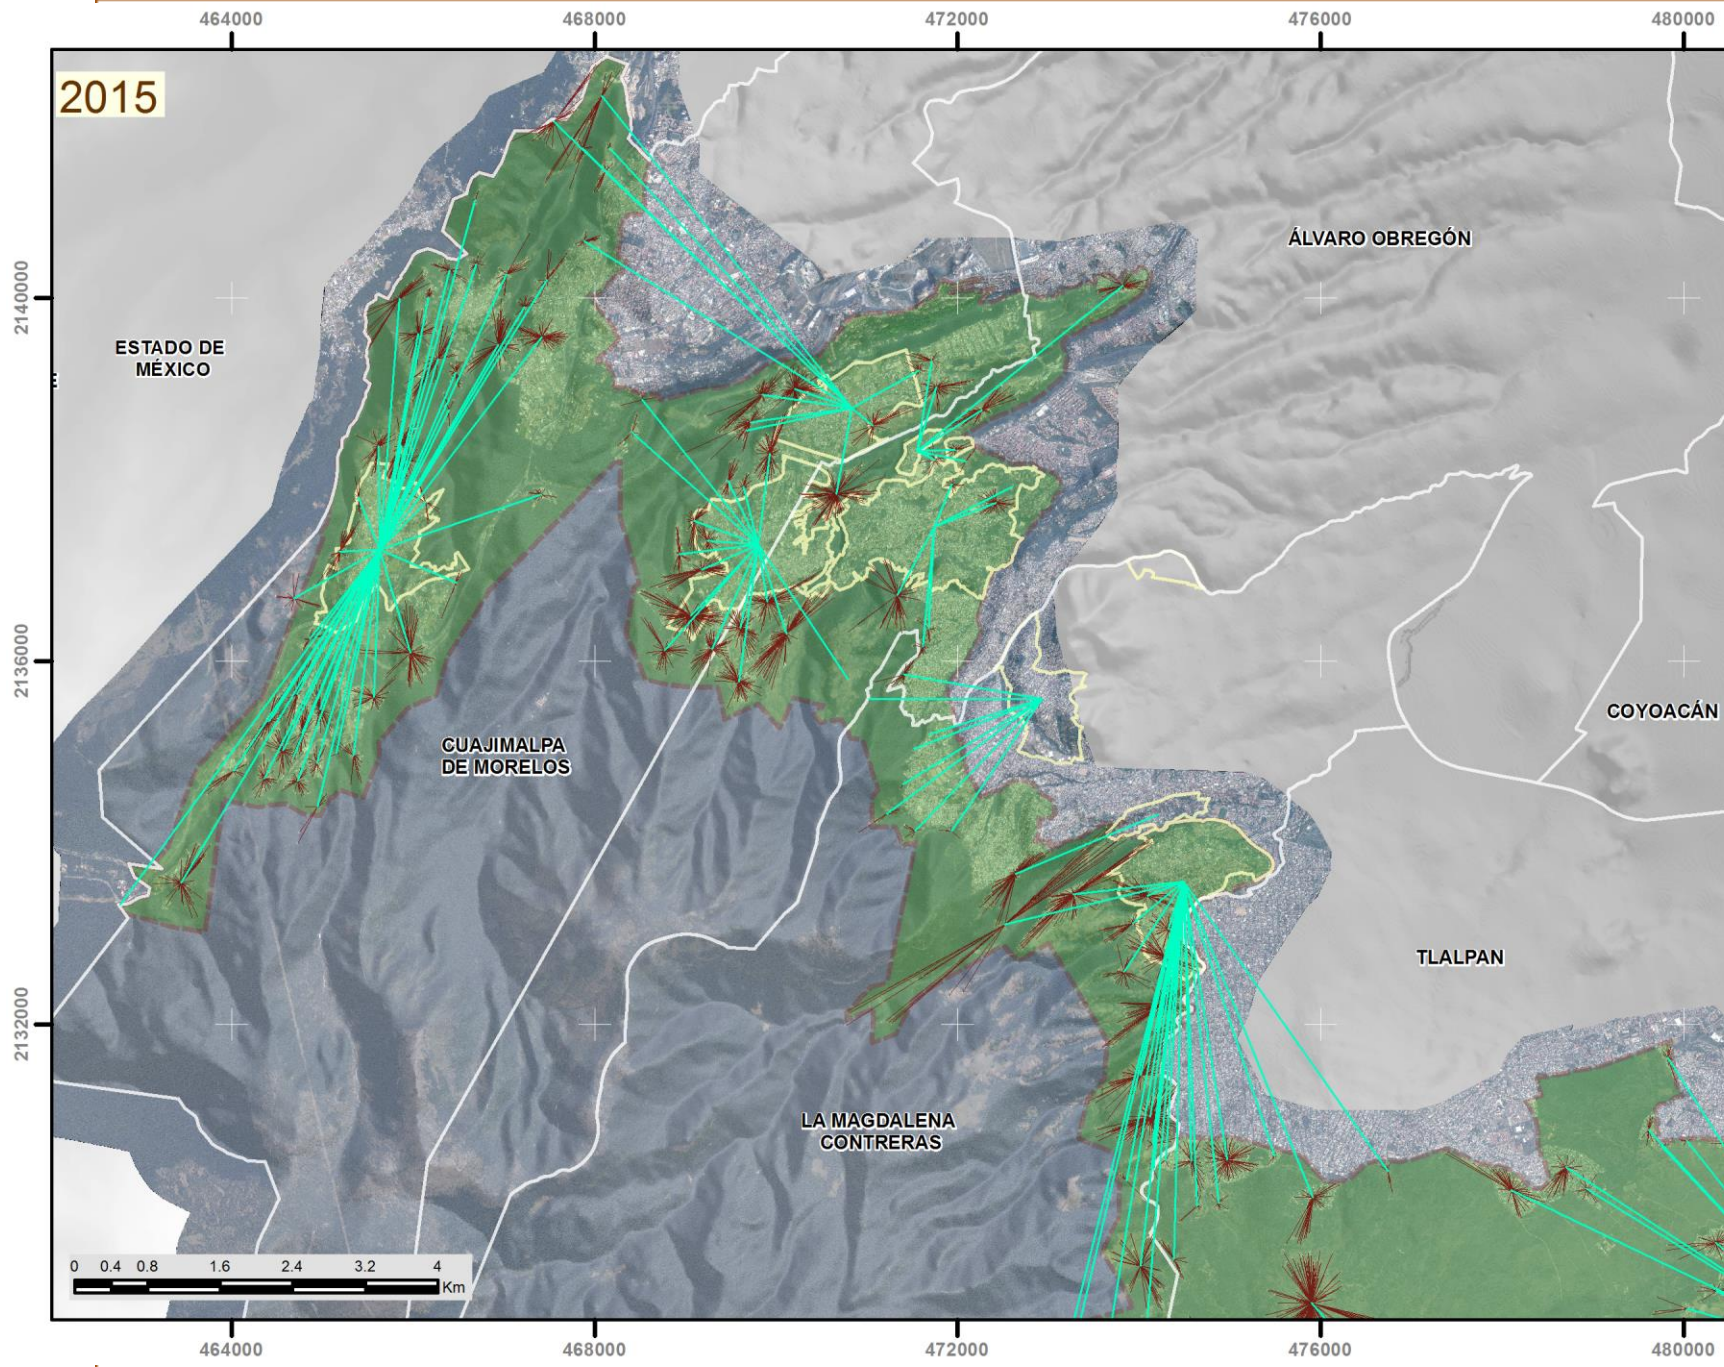 464000
468000
472000
476000
480000
2015
2140000
2136000
2132000
ÁLVARO OBREGÓN
ESTADO DE
MÉXICO
E
COYOACÁN
CUAJIMALPA
DE MORELOS
TLALPAN
LA MAGDALENA
CONTRERAS
0 0.4 0.8 1.6 2.4 3.2 4
Km
464000
468000
472000
476000
480000